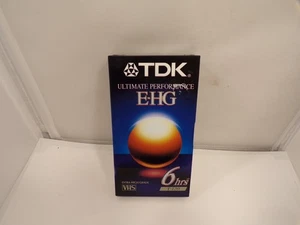 TDK
ULTIMATE PERFORMANCE
E-HG
VHS
6 hrs